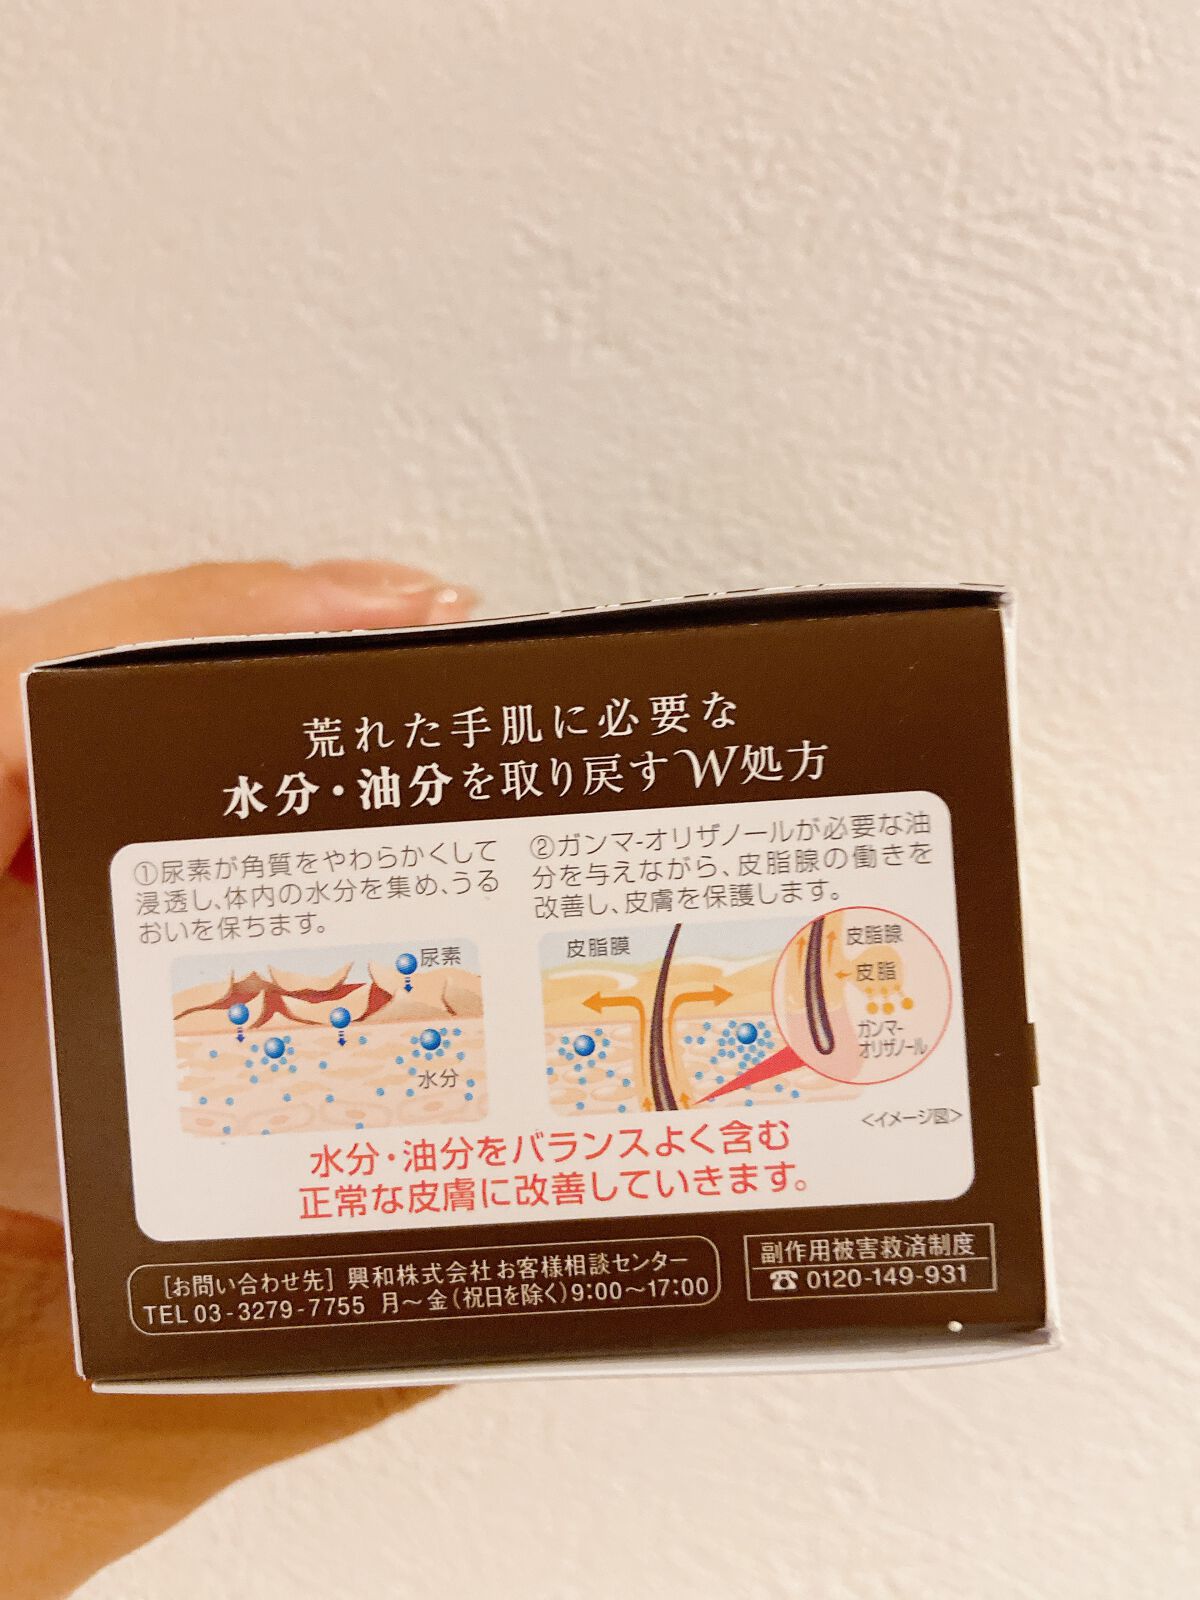 荒れた手肌に必要な
水分・油分を取り戻すW処方
①尿素が角質をやわらかくして
浸透し、体内の水分を集め、うる
おいを保ちます。
尿素
水分
②ガンマ-オリザノールが必要な油
分を与えながら、皮脂腺の働きを
改善し、皮膚を保護します。
皮脂膜
皮脂腺
皮脂
ガンマ-
オリザノール
<イメージ図>
水分・油分をバランスよく含む
正常な皮膚に改善していきます。
[お問い合わせ先] 興和株式会社 お客様相談センター
TEL 03-3279-7755 月～金(祝日を除く)9:00～17:00
副作用被害救済制度
☎ 0120-149-931